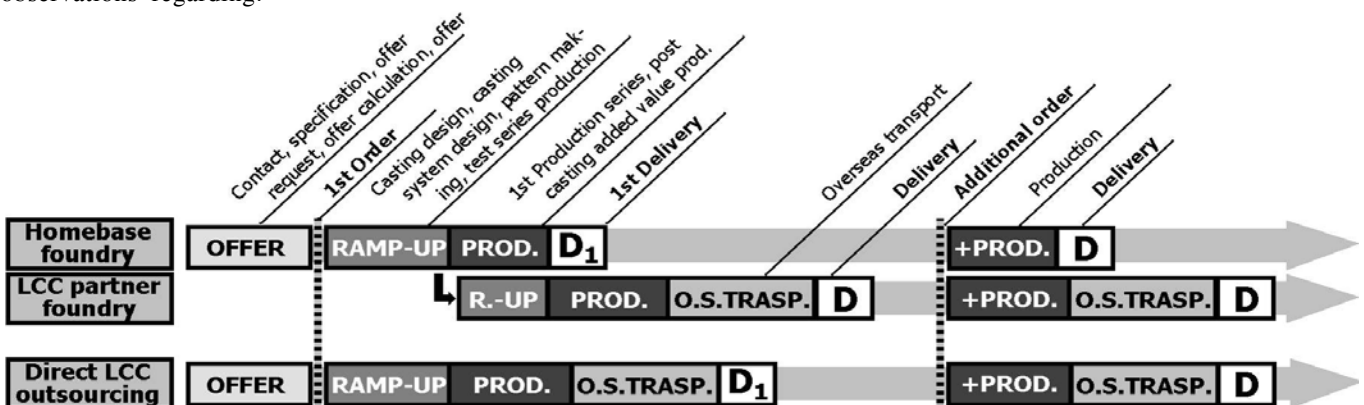 observations regarding:
Contact, specification, offer
request, offer calculation, offer
1st Order
Casting design, casting
system design, pattern mak-
ing, test series production
1st Production series, post
casting added value prod.
1st Delivery
Overseas transport
Delivery
Additional order
Production
Delivery
Homebase
foundry
OFFER
RAMP-UP
PROD.
D1
+PROD.
D
LCC partner
foundry
R.-UP
PROD.
O.S.TRASP.
D
+PROD.
O.S.TRASP.
D
Direct LCC
outsourcing
OFFER
RAMP-UP
PROD.
O.S.TRASP.
D1
+PROD.
O.S.TRASP.
D